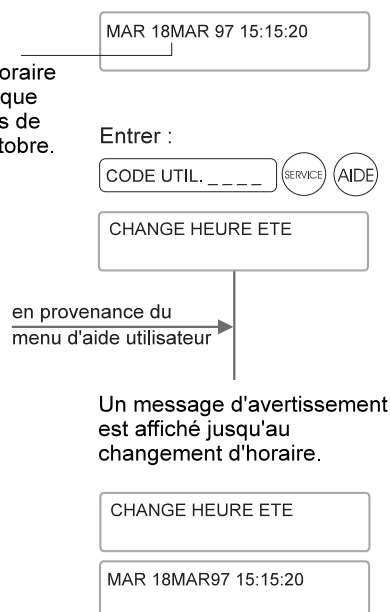 MAR 18MAR 97 15:15:20
oraire
que
s de
tobre.
Entrer :
CODE UTIL. _ _ _ _ SERVICE AIDE
CHANGE HEURE ETE
en provenance du
menu d'aide utilisateur
Un message d'avertissement
est affiché jusqu'au
changement d'horaire.
CHANGE HEURE ETE
MAR 18MAR97 15:15:20